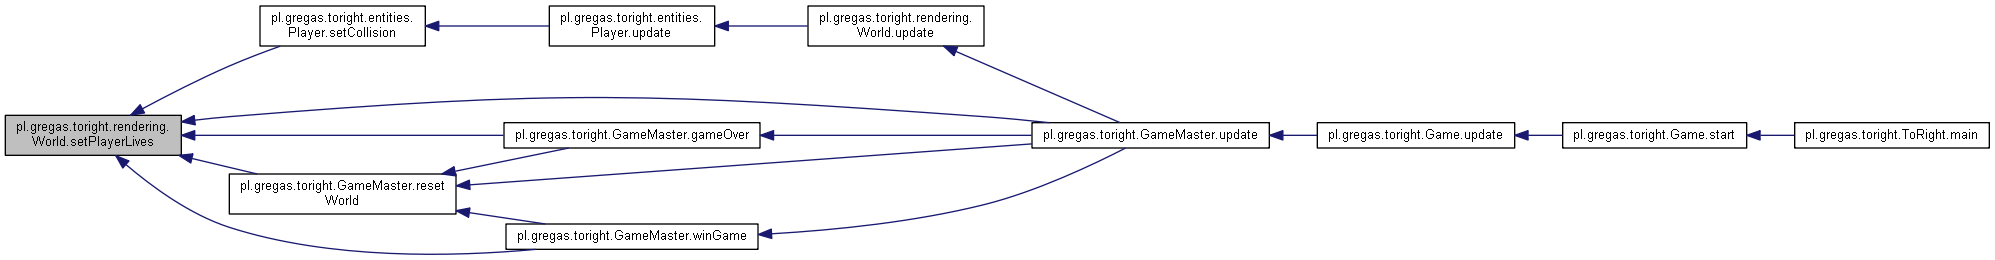 pl.gregas.toright.entities.
Player.setCollision
pl.gregas.toright.entities.
Player.update
pl.gregas.toright.rendering.
World.update
pl.gregas.toright.rendering.
World.setPlayerLives
pl.gregas.toright.GameMaster.gameOver
pl.gregas.toright.GameMaster.update
pl.gregas.toright.Game.update
pl.gregas.toright.Game.start
pl.gregas.toright.ToRight.main
pl.gregas.toright.GameMaster.reset
World
pl.gregas.toright.GameMaster.winGame